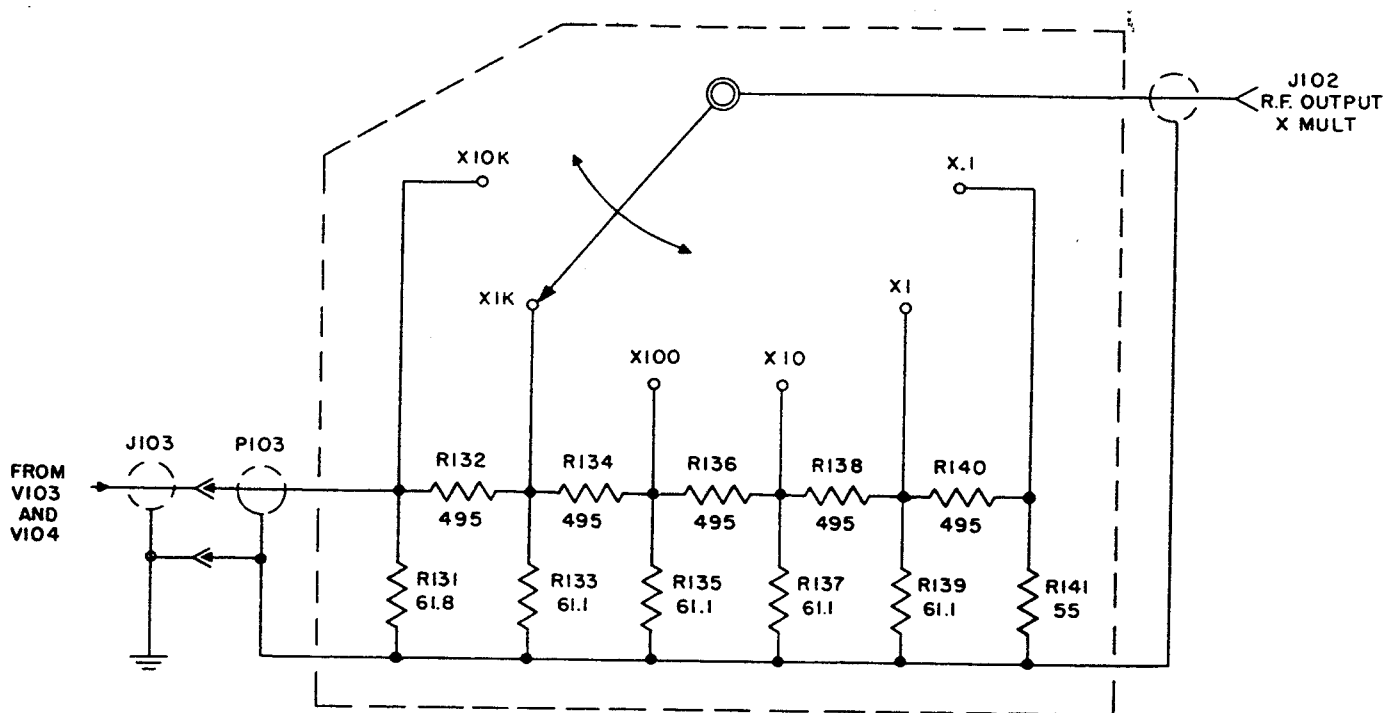 J102
R.F. OUTPUT
X MULT
X10K
X.1
X1K
X1
X100
X10
J103
P103
FROM
V103
AND
V104
R132
R134
R136
R138
R140
495
495
495
495
495
R131
61.8
R133
61.1
R135
61.1
R137
61.1
R139
61.1
R141
55